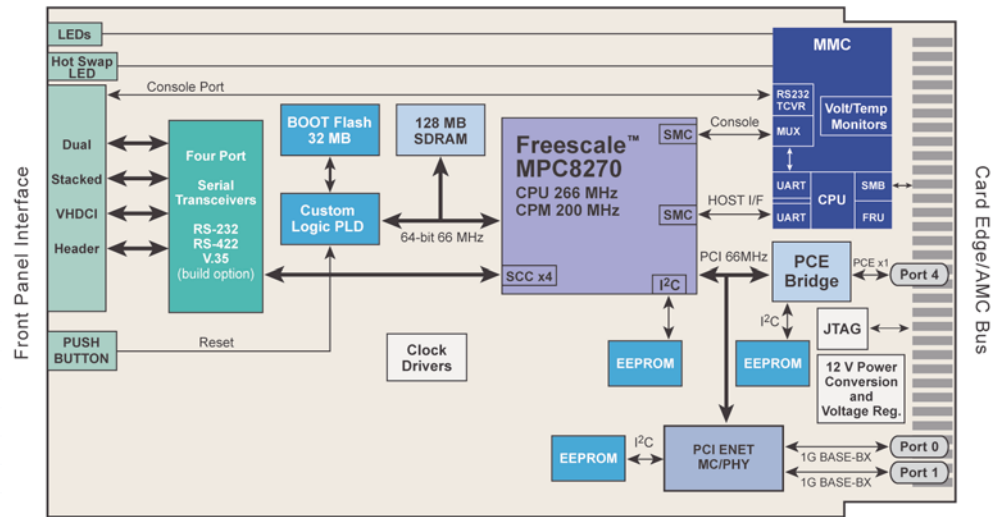 LEDs
Hot Swap
LED
Console Port
Dual
Stacked
VHDCI
Header
PUSH
BUTTON
Reset
Front Panel Interface
Four Port
Serial
Transceivers
RS-232
RS-422
V.35
(build option)
BOOT Flash
32 MB
Custom
Logic PLD
128 MB
SDRAM
64-bit 66 MHz
Clock
Drivers
Freescale™
MPC8270
CPU 266 MHz
CPM 200 MHz
SMC
SMC
SCC x4
I²C
Console
HOST I/F
PCI 66MHz
MMC
RS232
TCVR
MUX
Volt/Temp
Monitors
UART
UART
CPU
SMB
FRU
PCE
Bridge
PCE x1
Port 4
I²C
EEPROM
EEPROM
JTAG
12 V Power
Conversion
and
Voltage Reg.
EEPROM
I²C
PCI ENET
MC/PHY
1G BASE-BX
1G BASE-BX
Port 0
Port 1
Card Edge/AMC Bus